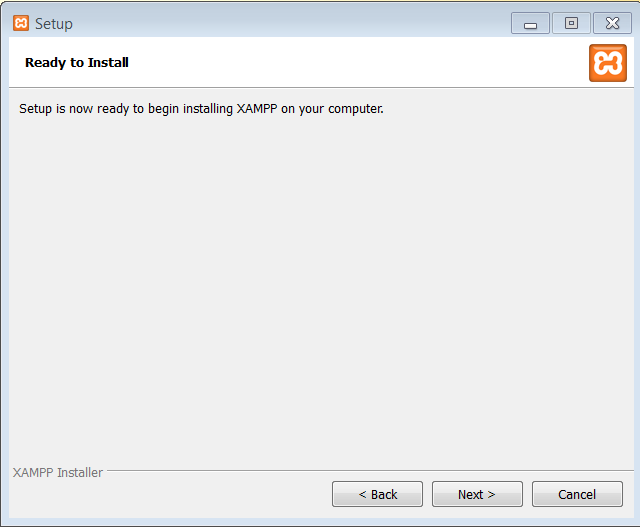 Setup
Ready to Install
Setup is now ready to begin installing XAMPP on your computer.
XAMPP Installer
< Back
Next >
Cancel